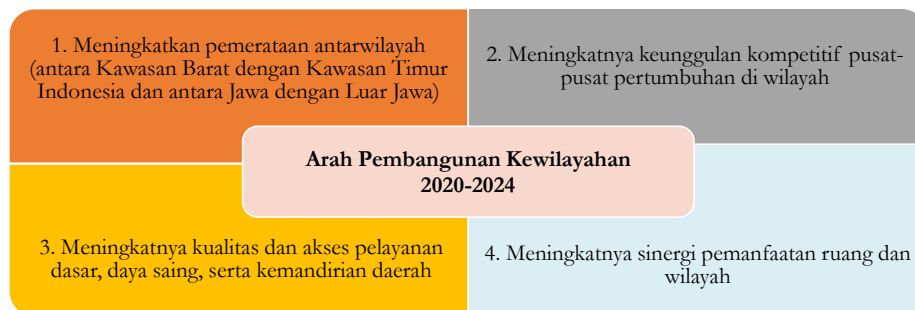 1. Meningkatkan pemerataan antarwilayah
(antara Kawasan Barat dengan Kawasan Timur
Indonesia dan antara Jawa dengan Luar Jawa)
2. Meningkatnya keunggulan kompetitif pusat-
pusat pertumbuhan di wilayah
Arah Pembangunan Kewilayahan
2020-2024
3. Meningkatnya kualitas dan akses pelayanan
dasar, daya saing, serta kemandirian daerah
4. Meningkatnya sinergi pemanfaatan ruang dan
wilayah